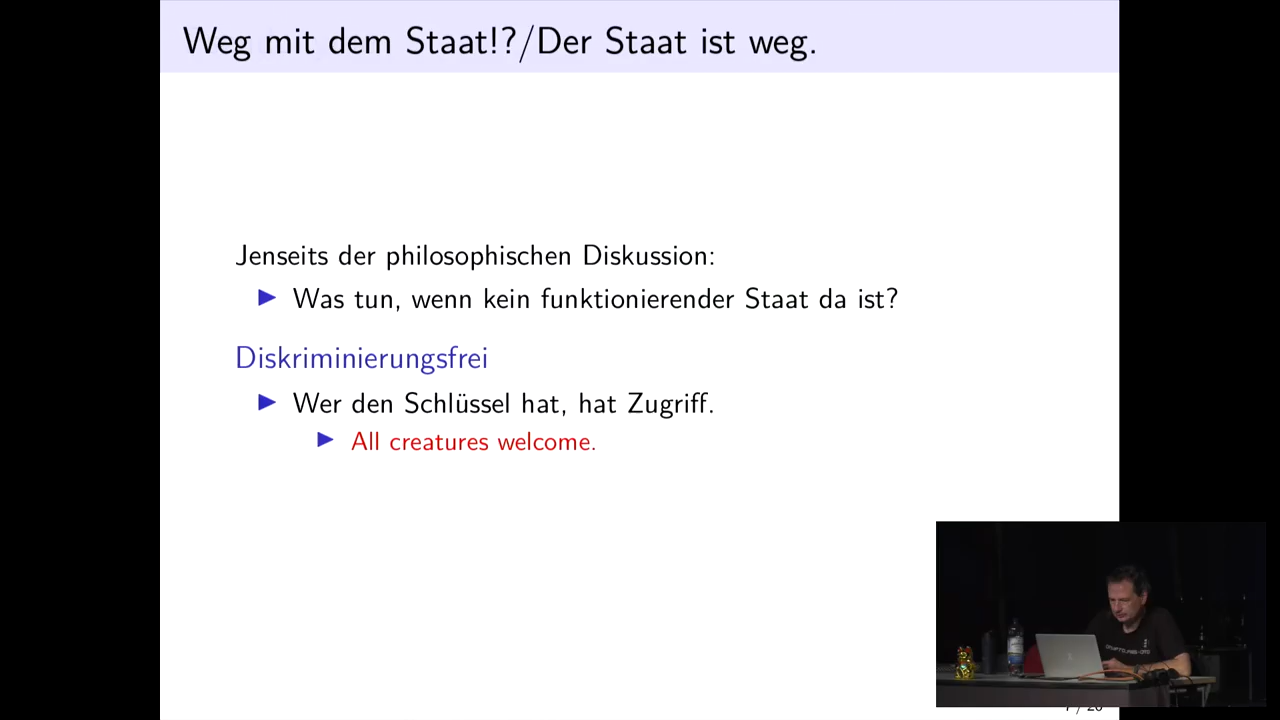 Weg mit dem Staat!?/Der Staat ist weg.
Jenseits der philosophischen Diskussion:
Was tun, wenn kein funktionierender Staat da ist?
Diskriminierungsfrei
Wer den Schlüssel hat, hat Zugriff.
All creatures welcome.